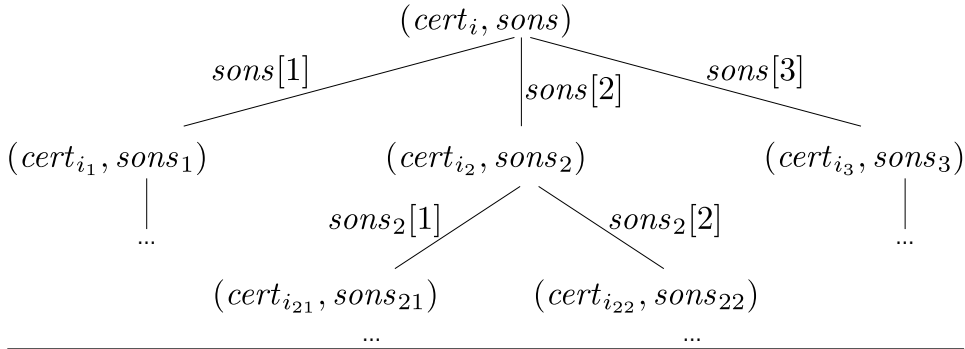 (cert_i, sons)
sons[1] sons[2] sons[3]
(cert_{i_1}, sons_1) (cert_{i_2}, sons_2) (cert_{i_3}, sons_3)
sons_2[1] sons_2[2]
... ...
(cert_{i_{21}}, sons_{21}) (cert_{i_{22}}, sons_{22})
... ...